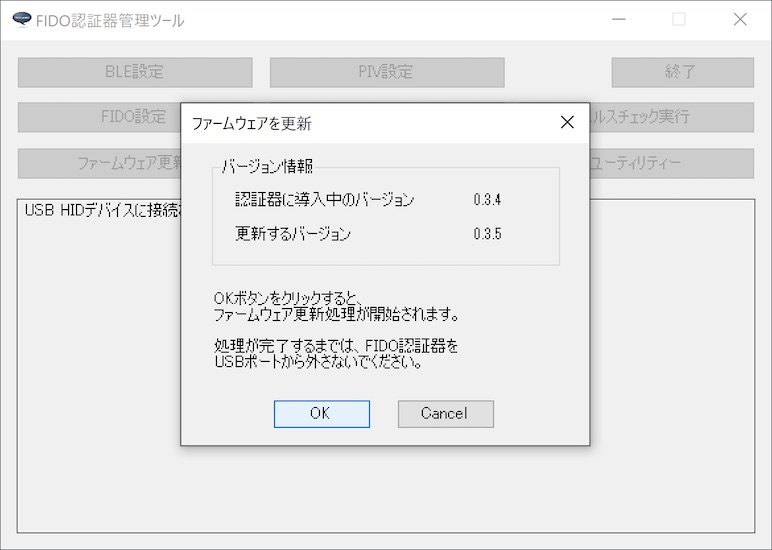 FIDO認証器管理ツール
BLE設定
PIV設定
終了
FIDO設定
ルスチェック実行
ファームウェア更新
ユーティリティー
USB HIDデバイスに接続
ファームウェアを更新
バージョン情報
認証器に導入中のバージョン 0.3.4
更新するバージョン 0.3.5
OKボタンをクリックすると、
ファームウェア更新処理が開始されます。
処理が完了するまでは、FIDO認証器を
USBポートから外さないでください。
OK
Cancel